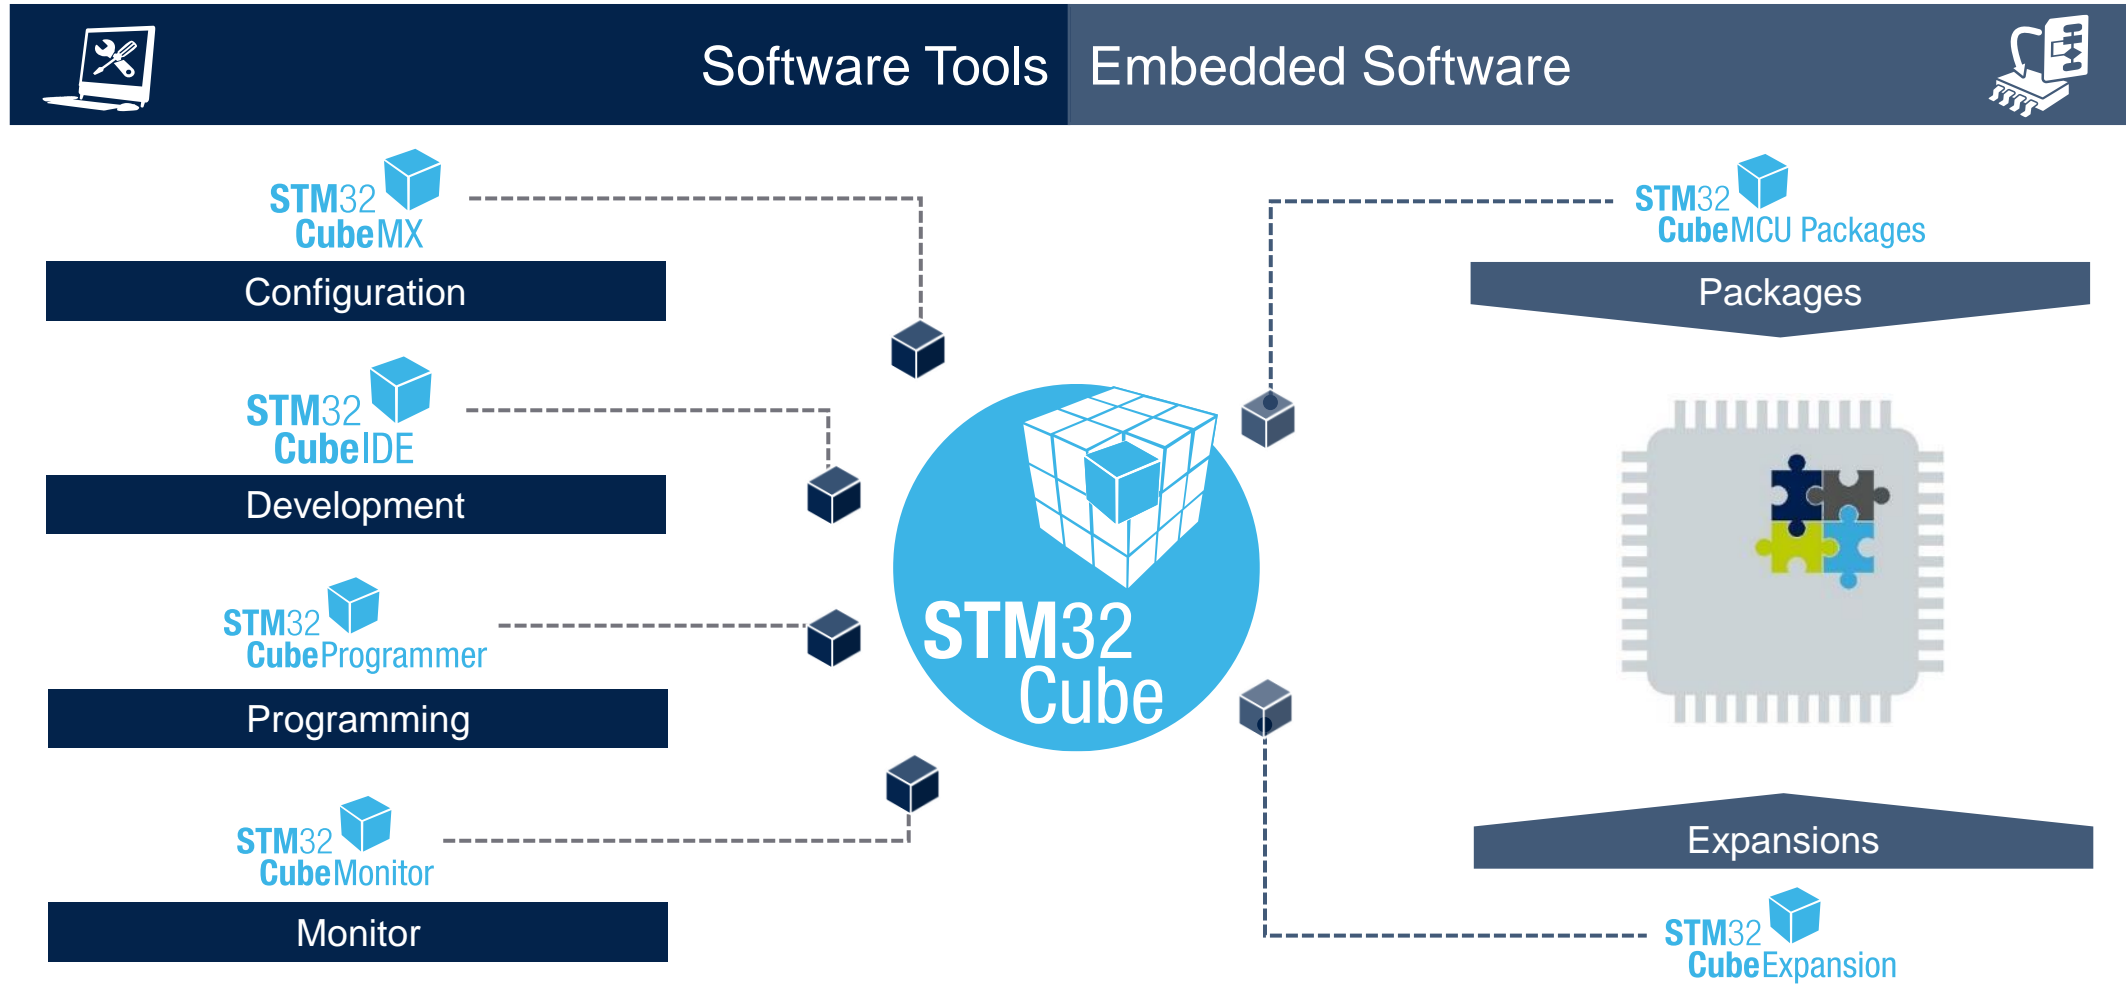 Software Tools
Embedded Software
STM32
CubeMX
Configuration
STM32
CubeIDE
Development
STM32
CubeProgrammer
Programming
STM32
CubeMonitor
Monitor
STM32
Cube
STM32
CubeMCU Packages
Packages
Expansions
STM32
CubeExpansion